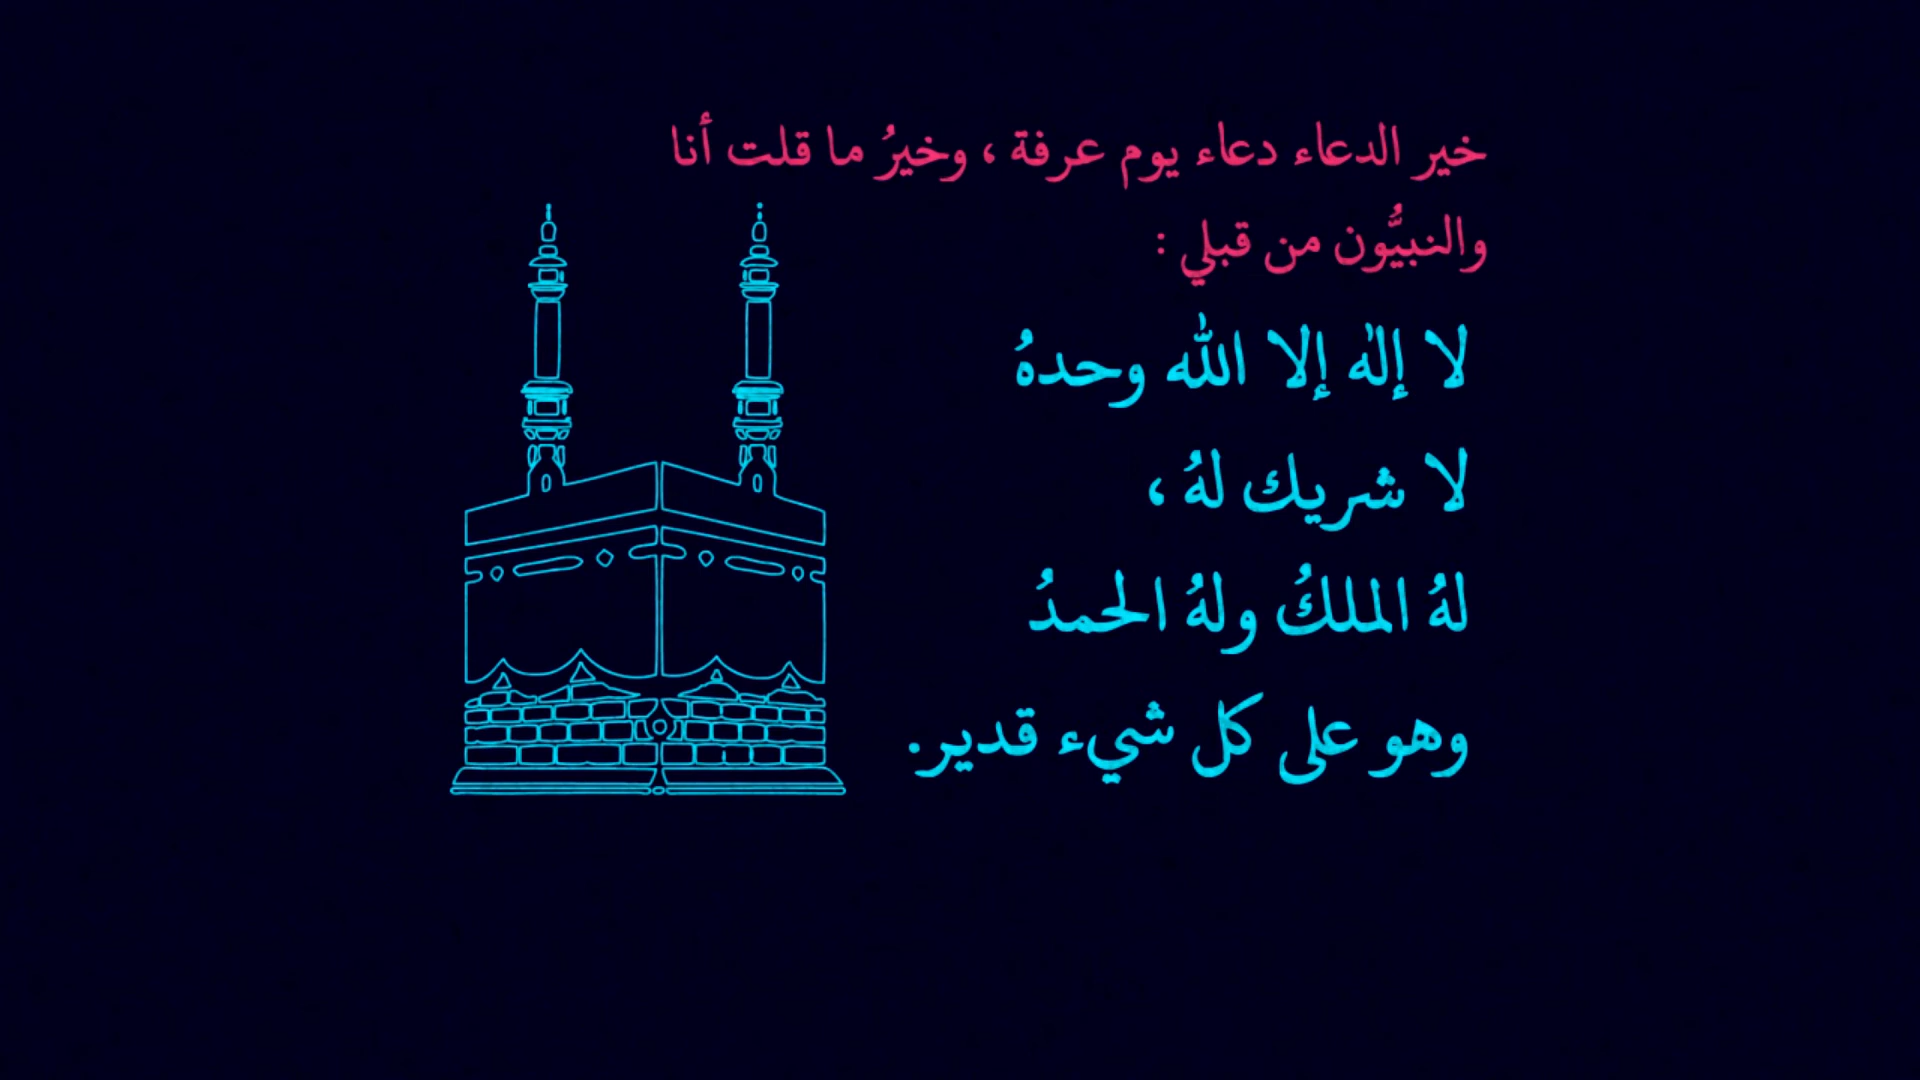 خير الدعاء دعاء يوم عرفة ، وخيرُ ما قلت أنا
والنبيُّون من قبلي :
لا إلٰه إلا الله وحدهُ
لا شريك لهُ ،
لهُ الملكُ ولهُ الحمدُ
وهو على كل شيء قدير.